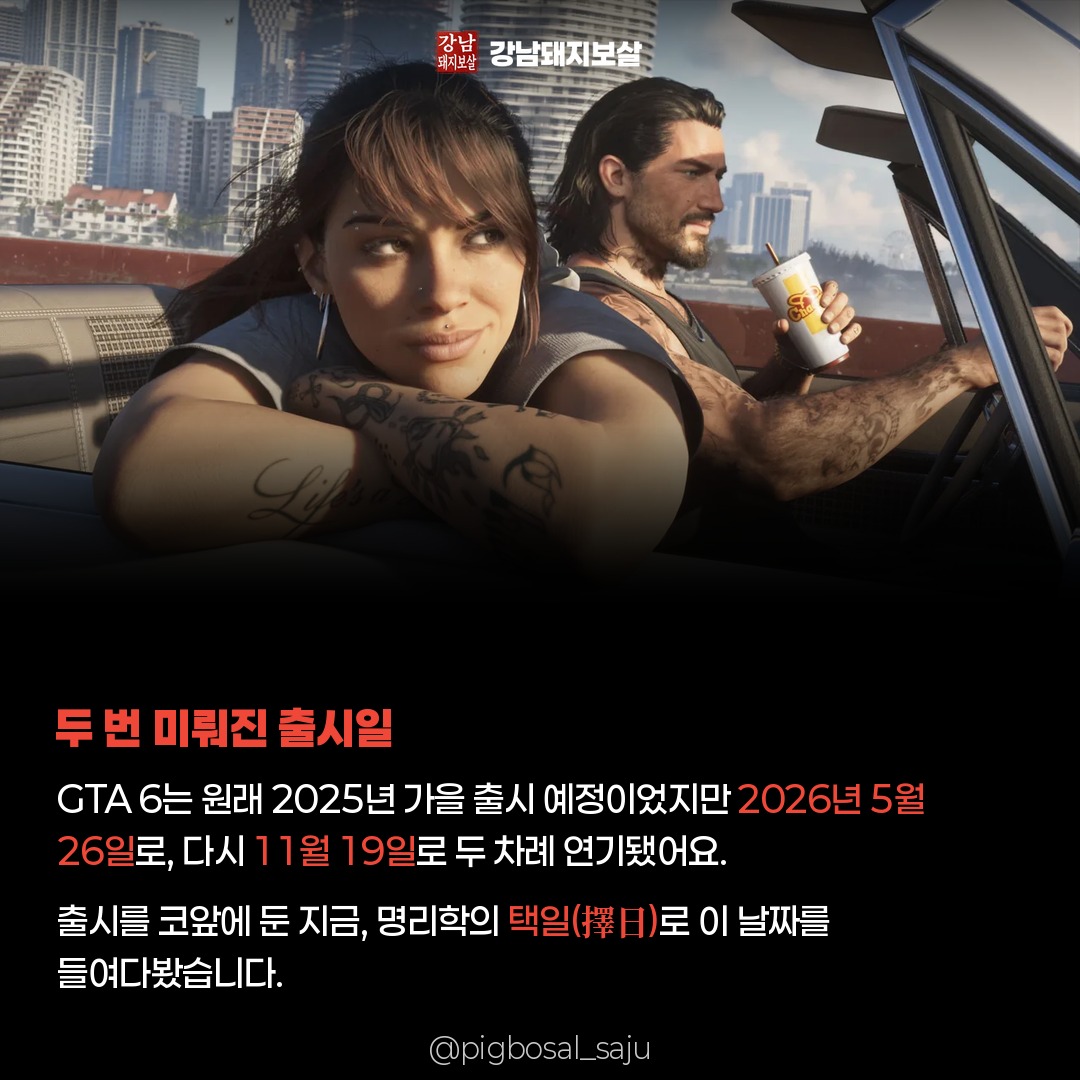 강남
돼지보살
강남돼지보살
Life's a
두 번 미뤄진 출시일
GTA 6는 원래 2025년 가을 출시 예정이었지만 2026년 5월
26일로, 다시 11월 19일로 두 차례 연기됐어요.
출시를 코앞에 둔 지금, 명리학의 택일(擇日)로 이 날짜를
들여다봤습니다.
@pigbosal_saju